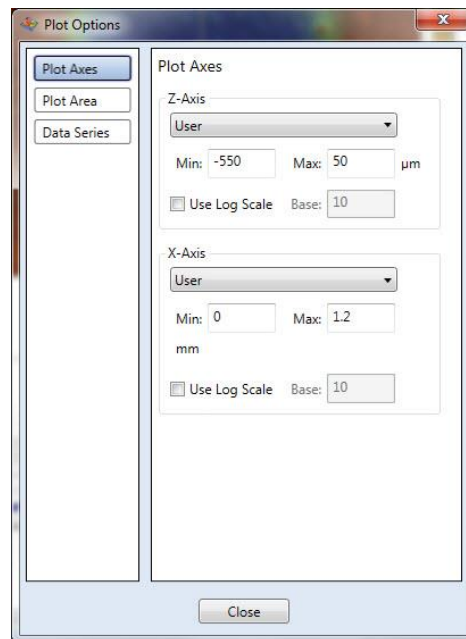 Plot Options
x
Plot Axes
Plot Area
Data Series
Plot Axes
Z-Axis
User
Min: -550 Max: 50 µm
Use Log Scale Base: 10
X-Axis
User
Min: 0 Max: 1.2
mm
Use Log Scale Base: 10
Close